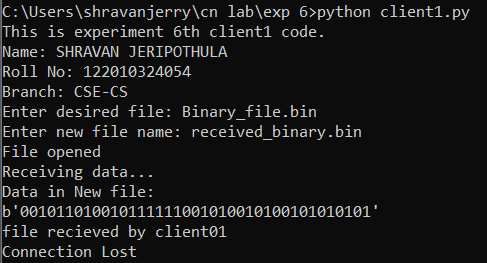 C:\Users\shravanjerry\cn lab\exp 6>python client1.py
This is experiment 6th client1 code.
Name: SHRAVAN JERIPOTHULA
Roll No: 122010324054
Branch: CSE-CS
Enter desired file: Binary_file.bin
Enter new file name: received_binary.bin
File opened
Receiving data...
Data in New file:
b'00101101001011111110010100101001010 10101'
file recieved by client01
Connection Lost